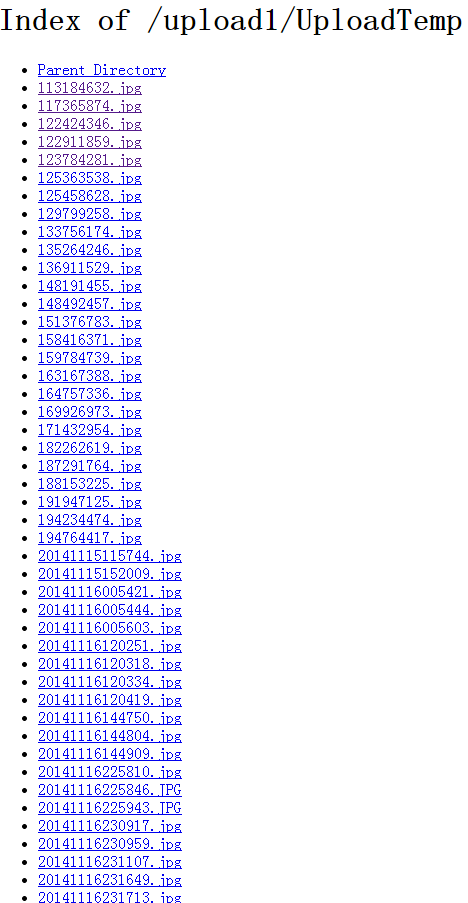 Index of /upload1/UploadTemp
Parent Directory
113184632.jpg
117365874.jpg
122424346.jpg
122911859.jpg
123784281.jpg
125363538.jpg
125458628.jpg
129799258.jpg
133756174.jpg
135264246.jpg
136911529.jpg
148191455.jpg
148492457.jpg
151376783.jpg
158416371.jpg
159784739.jpg
163167388.jpg
164757336.jpg
169926973.jpg
171432954.jpg
182262619.jpg
187291764.jpg
188153225.jpg
191947125.jpg
194234474.jpg
194764417.jpg
20141115115744.jpg
20141115152009.jpg
20141116005421.jpg
20141116005444.jpg
20141116005603.jpg
20141116120251.jpg
20141116120318.jpg
20141116120334.jpg
20141116120419.jpg
20141116144750.jpg
20141116144804.jpg
20141116144909.jpg
20141116225810.jpg
20141116225846.JPG
20141116225943.JPG
20141116230917.jpg
20141116230959.jpg
20141116231107.jpg
20141116231649.jpg
20141116231713.jpg